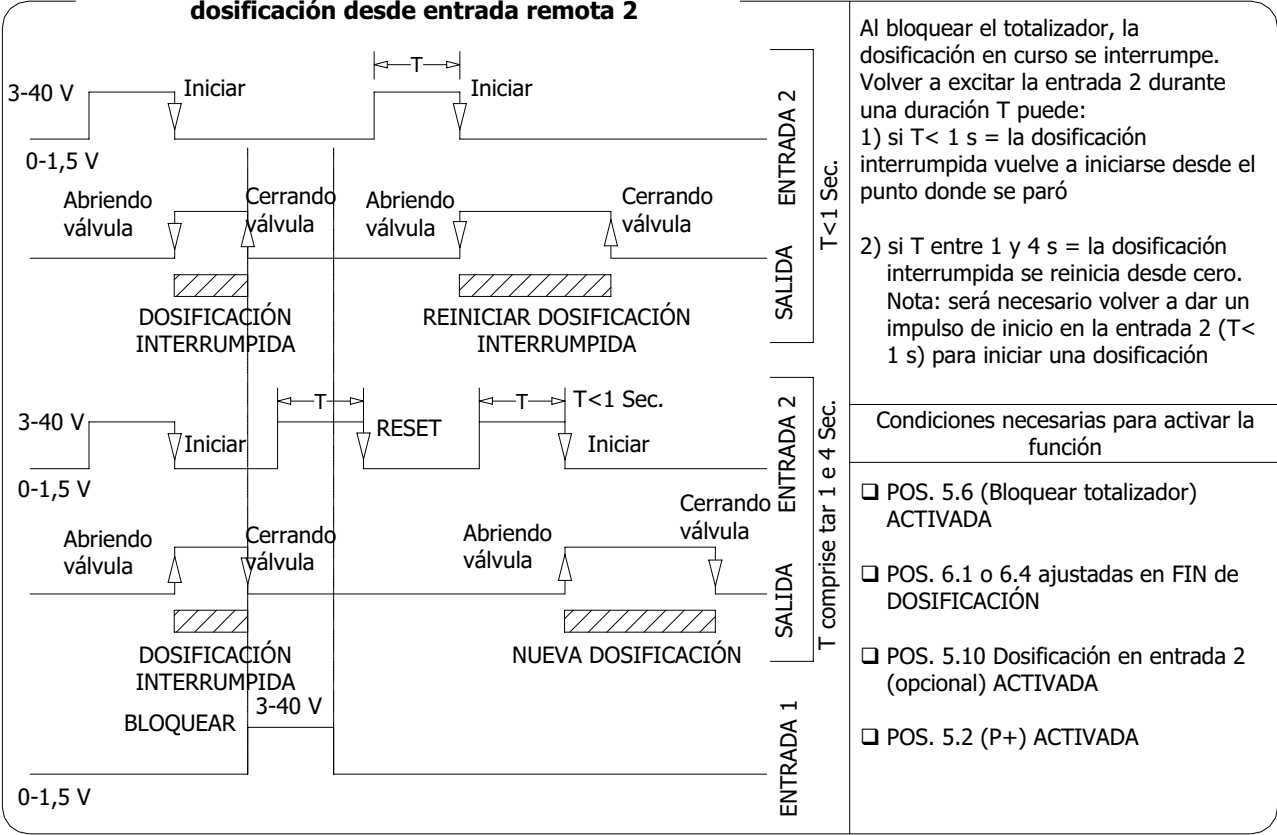 dosificación desde entrada remota 2
T
3-40 V
Iniciar
Iniciar
0-1,5 V
ENTRADA 2
Abriendo
válvula
Cerrando
válvula
Abriendo
válvula
Cerrando
válvula
SALIDA
T<1 Sec.
DOSIFICACIÓN
INTERRUMPIDA
REINICIAR DOSIFICACIÓN
INTERRUMPIDA
T
T
T<1 Sec.
3-40 V
Iniciar
RESET
Iniciar
0-1,5 V
ENTRADA 2
Abriendo
válvula
Cerrando
válvula
Abriendo
válvula
Cerrando
válvula
SALIDA
T comprise tar 1 e 4 Sec.
DOSIFICACIÓN
INTERRUMPIDA
NUEVA DOSIFICACIÓN
BLOQUEAR
3-40 V
0-1,5 V
ENTRADA 1
Al bloquear el totalizador, la
dosificación en curso se interrumpe.
Volver a excitar la entrada 2 durante
una duración T puede:
1) si T< 1 s = la dosificación
interrumpida vuelve a iniciarse desde el
punto donde se paró
2) si T entre 1 y 4 s = la dosificación
interrumpida se reinicia desde cero.
Nota: será necesario volver a dar un
impulso de inicio en la entrada 2 (T<
1 s) para iniciar una dosificación
Condiciones necesarias para activar la
función
❑ POS. 5.6 (Bloquear totalizador)
ACTIVADA
❑ POS. 6.1 o 6.4 ajustadas en FIN de
DOSIFICACIÓN
❑ POS. 5.10 Dosificación en entrada 2
(opcional) ACTIVADA
❑ POS. 5.2 (P+) ACTIVADA